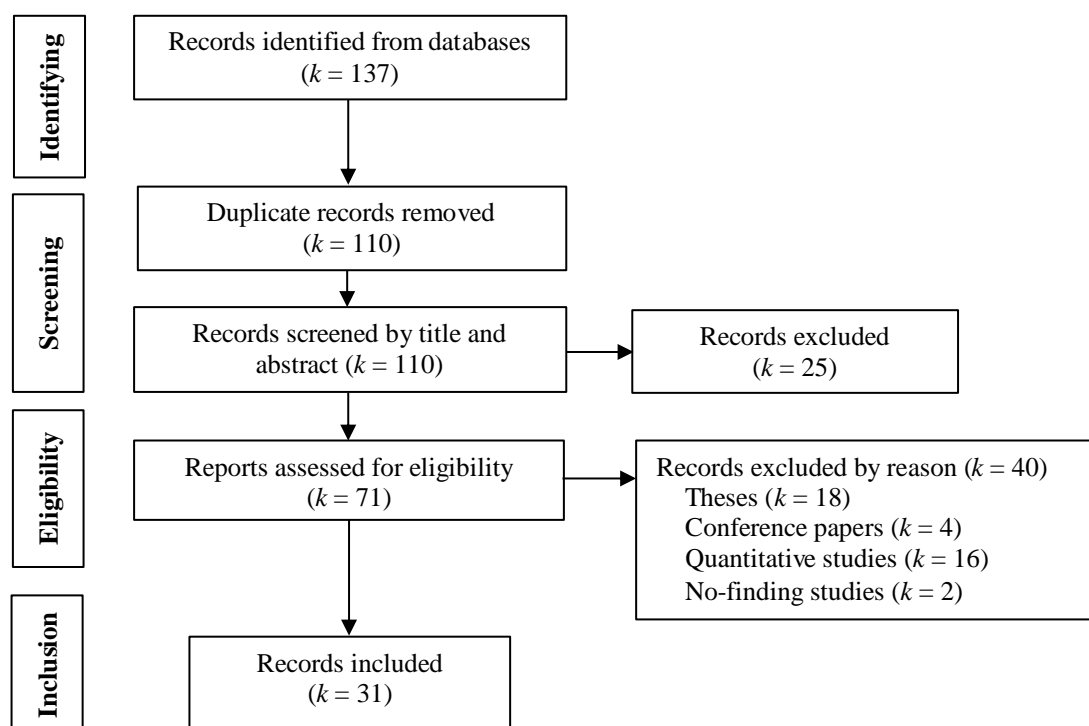 Identifying
Records identified from databases
(k = 137)
Screening
Duplicate records removed
(k = 110)
Records screened by title and
abstract (k = 110)
Records excluded
(k = 25)
Eligibility
Reports assessed for eligibility
(k = 71)
Records excluded by reason (k = 40)
Theses (k = 18)
Conference papers (k = 4)
Quantitative studies (k = 16)
No-finding studies (k = 2)
Inclusion
Records included
(k = 31)